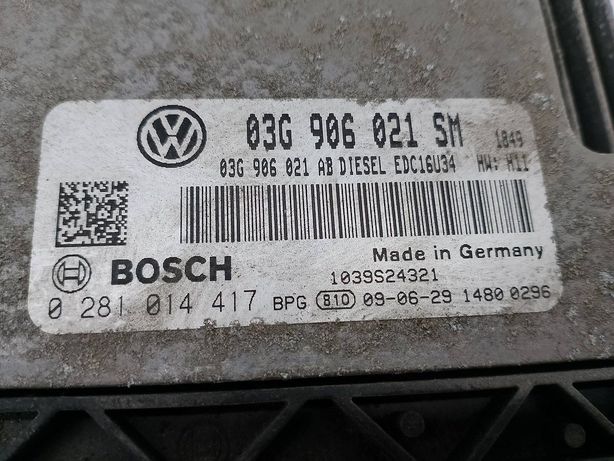 03G 906 021 SM 1849
03G 906 021 AB DIESEL EDC16U34 HW: H11
Made in Germany
BOSCH 1039S24321
0 281 014 417 BPG 810 09-06-29 1480 0296